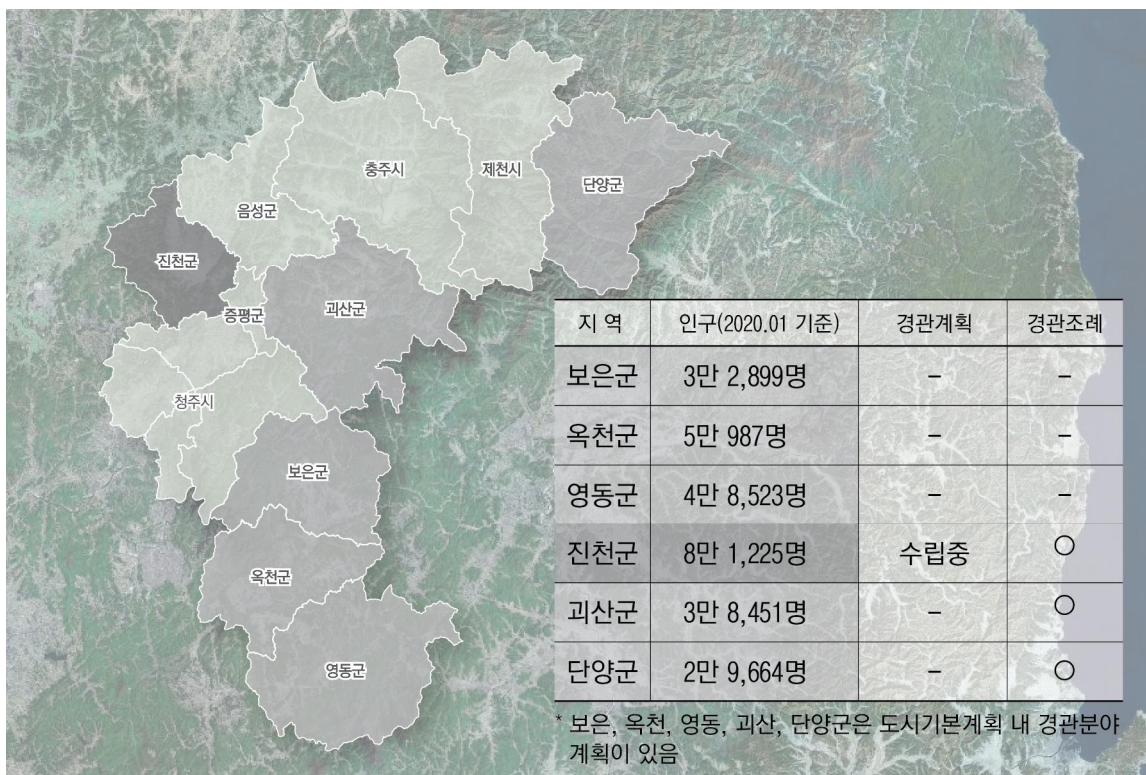 충주시
제천시
단양군
음성군
진천군
괴산군
증평군
청주시
보은군
옥천군
영동군
지 역 인구(2020.01 기준) 경관계획 경관조례
보은군 3만 2,899명 – –
옥천군 5만 987명 – –
영동군 4만 8,523명 – –
진천군 8만 1,225명 수립중 ○
괴산군 3만 8,451명 – ○
단양군 2만 9,664명 – ○
* 보은, 옥천, 영동, 괴산, 단양군은 도시기본계획 내 경관분야
계획이 있음